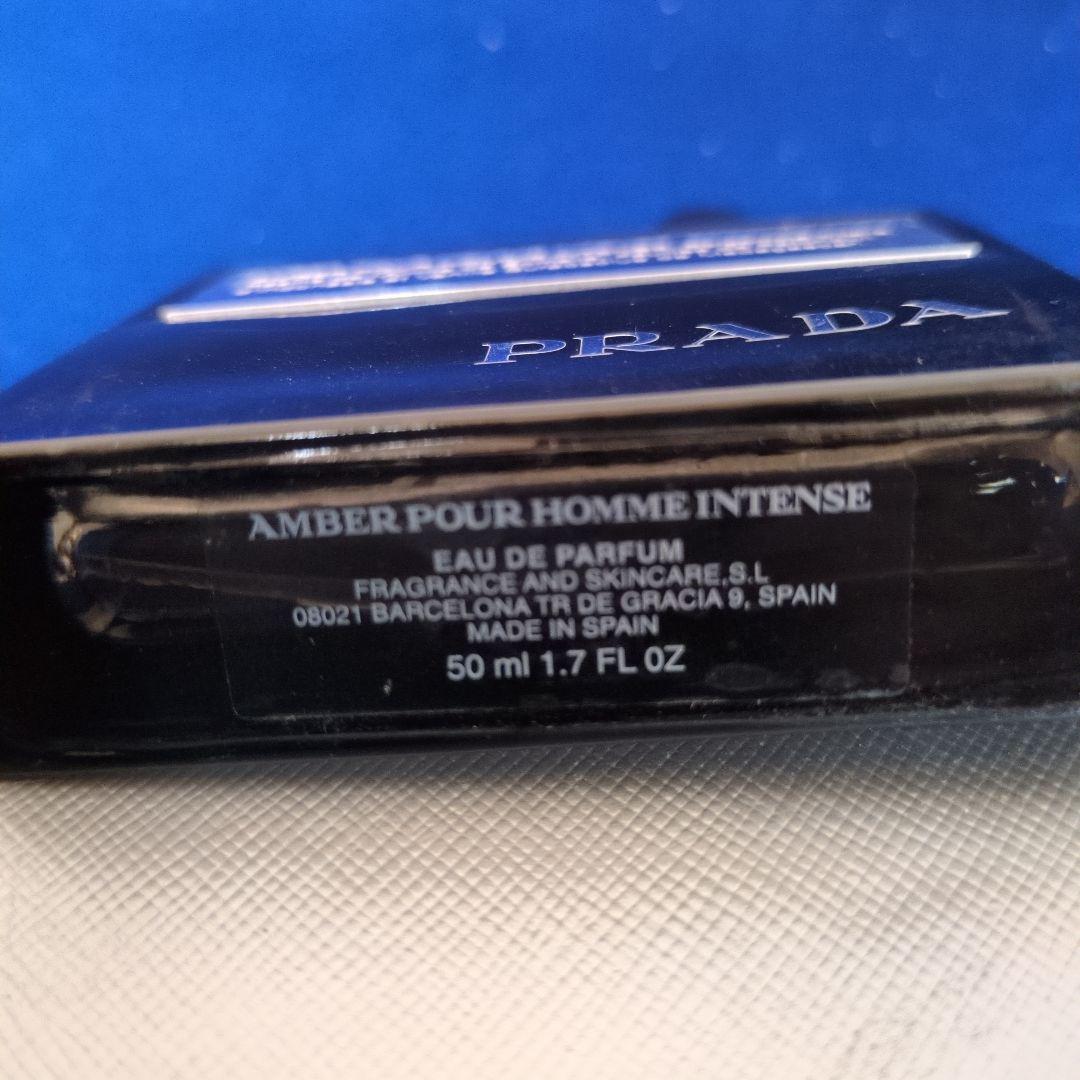 PRADA
AMBER POUR HOMME INTENSE
EAU DE PARFUM
FRAGRANCE AND SKINCARE,S.L
08021 BARCELONA TR DE GRACIA 9, SPAIN
MADE IN SPAIN
50 ml 1.7 FL OZ